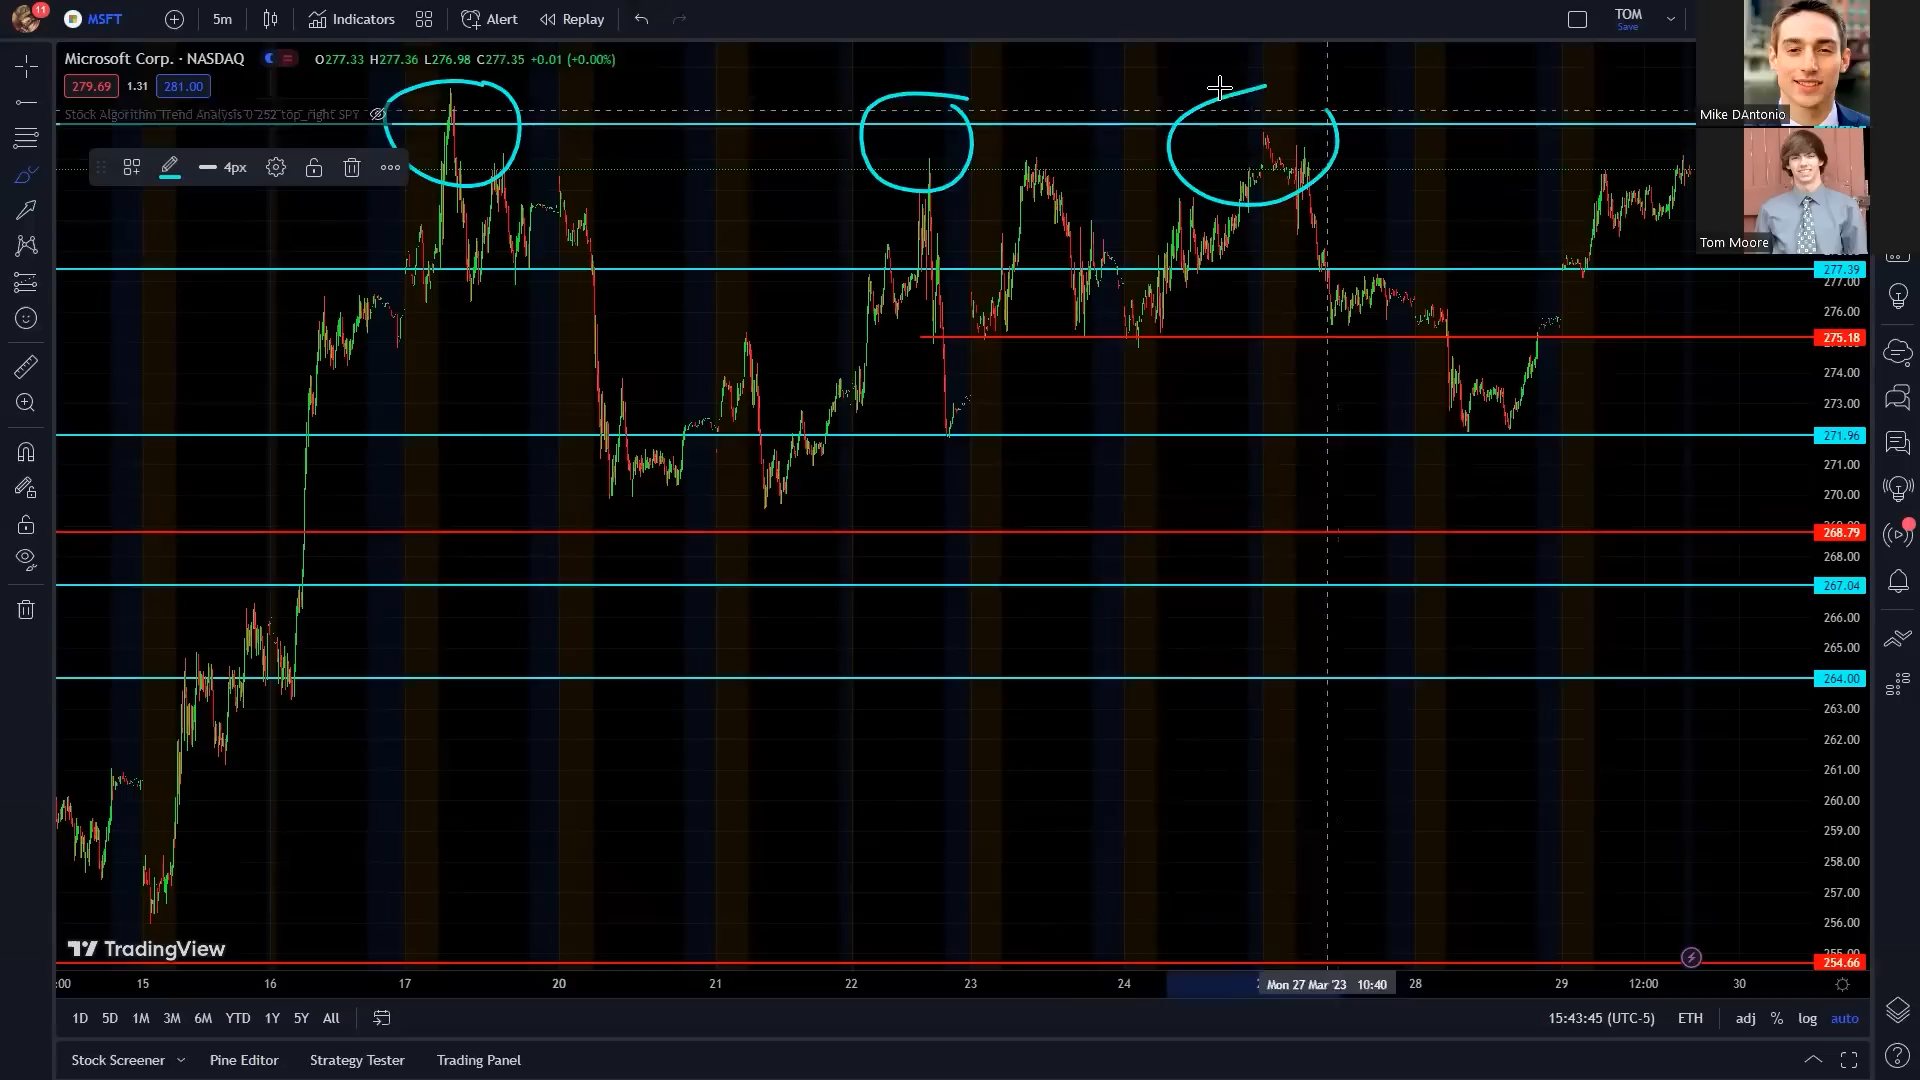 11
MSFT
5m
Indicators
Alert
Replay
TOM
Save
Microsoft Corp. · NASDAQ
O277.33 H277.36 L276.98 C277.35 +0.01 (+0.00%)
279.69
1.31
281.00
Stock Algorithm Trend Analysis 0 252 top_right SPY
4px
Mike DAntonio
Tom Moore
277.39
277.00
276.00
275.18
274.00
273.00
271.96
271.00
270.00
268.79
268.00
267.04
266.00
265.00
264.00
263.00
262.00
261.00
260.00
259.00
258.00
257.00
256.00
255.00
254.66
TradingView
:00
15
16
17
20
21
22
23
24
Mon 27 Mar '23 10:40
28
29
12:00
30
1D
5D
1M
3M
6M
YTD
1Y
5Y
All
15:43:45 (UTC-5)
ETH
adj
%
log
auto
Stock Screener
Pine Editor
Strategy Tester
Trading Panel